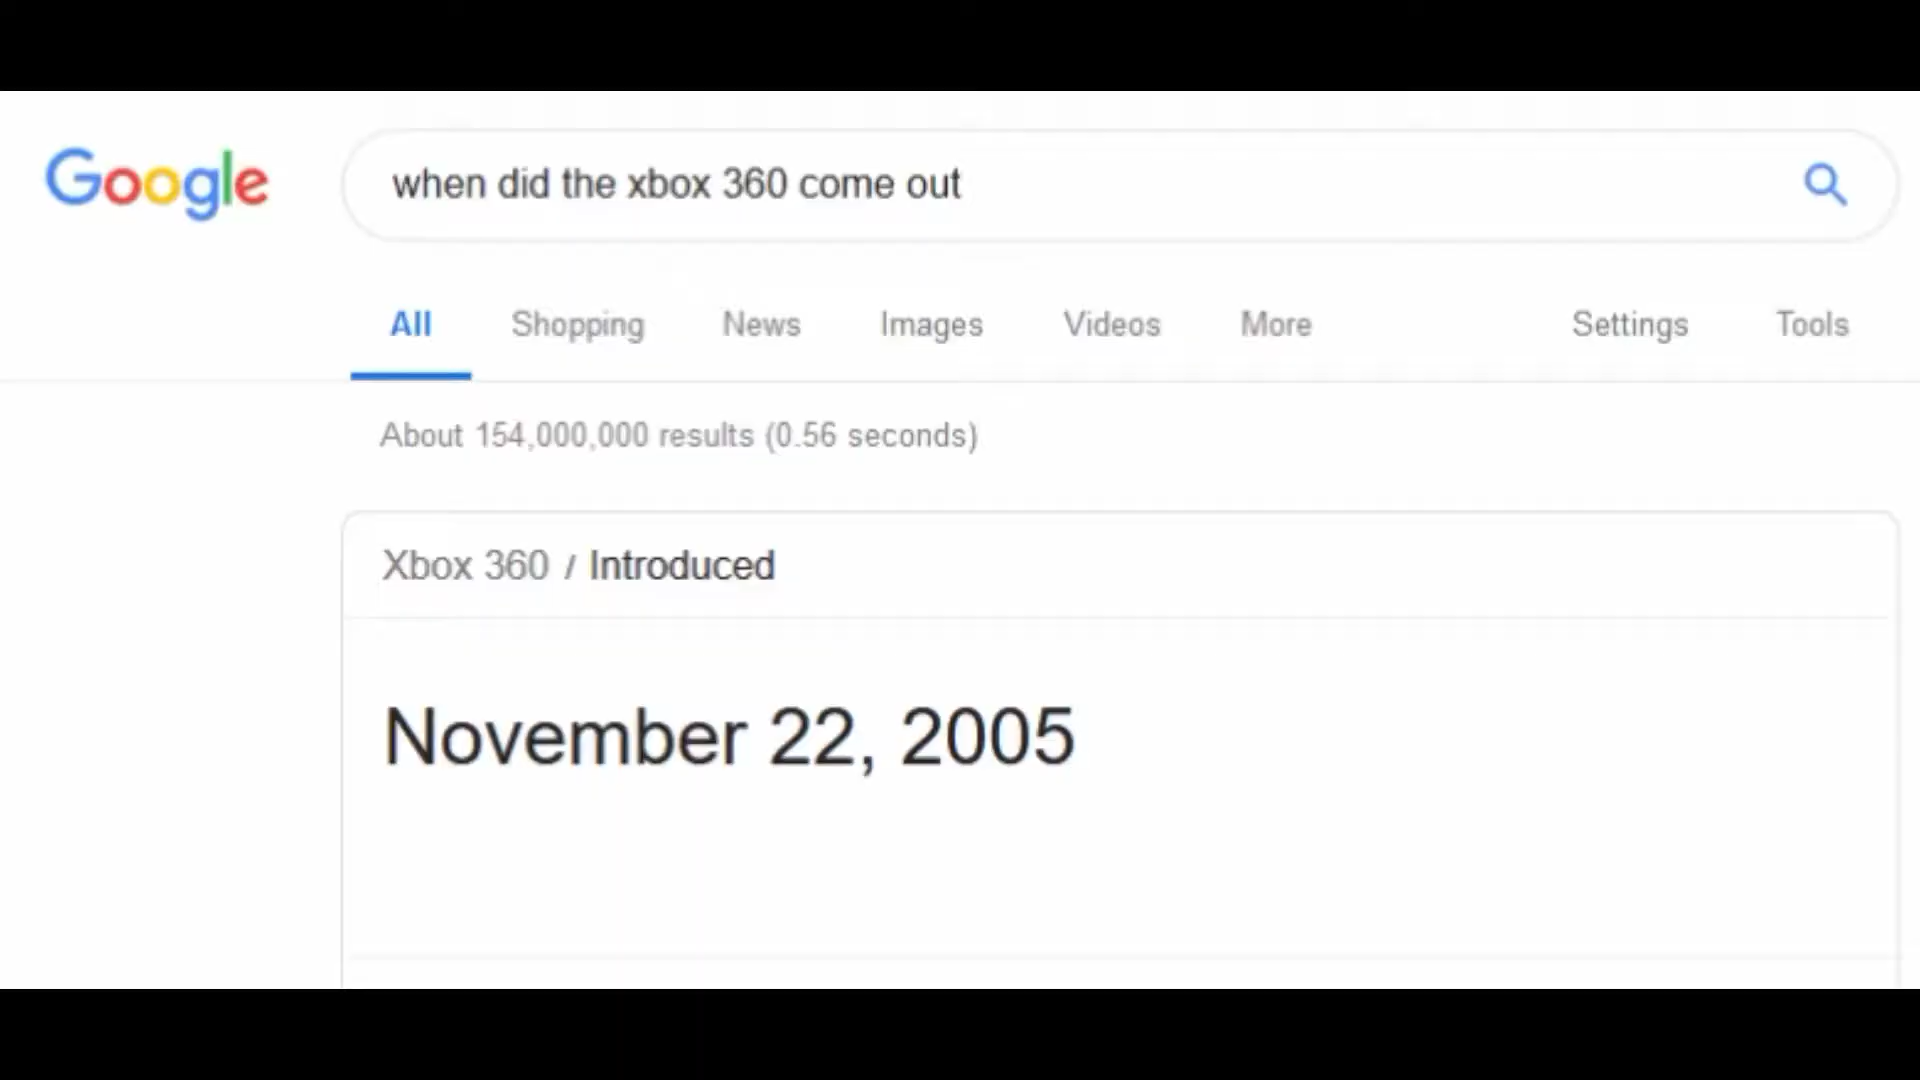 Google
when did the xbox 360 come out
All Shopping News Images Videos More Settings Tools
About 154,000,000 results (0.56 seconds)
Xbox 360 / Introduced
November 22, 2005